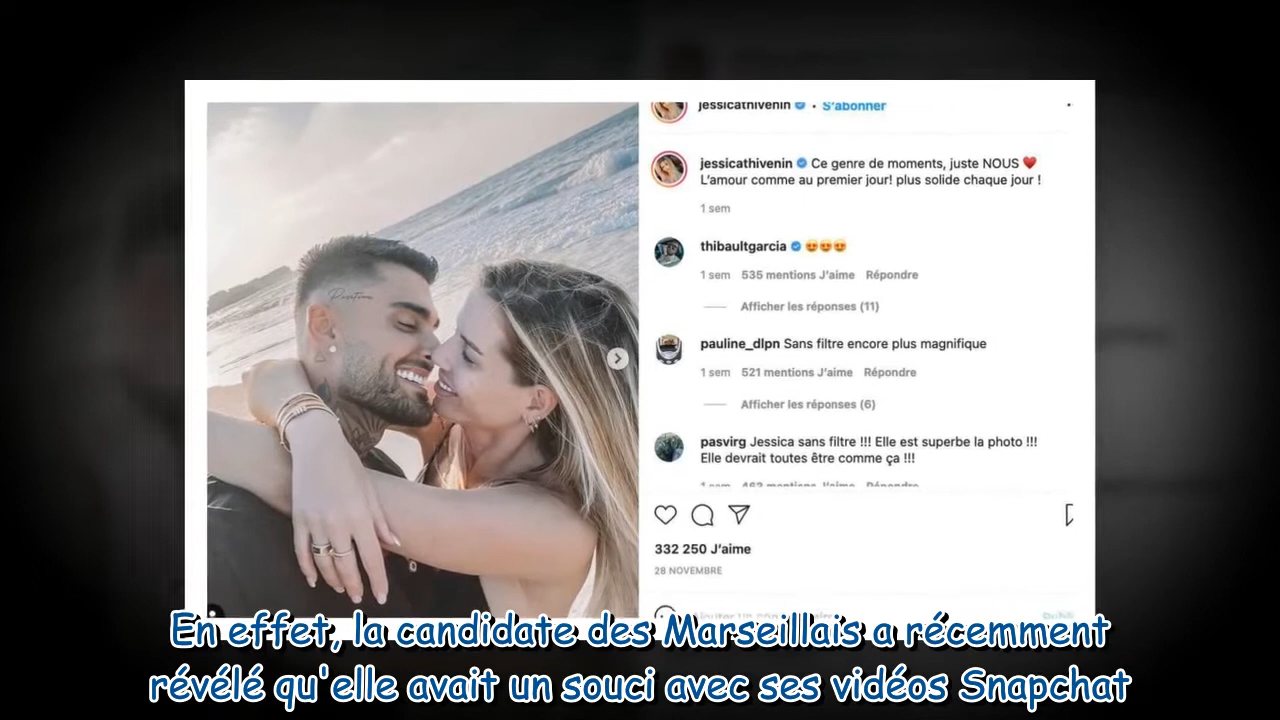 jessicathivenin • S'abonner
jessicathivenin Ce genre de moments, juste NOUS ❤️
L'amour comme au premier jour! plus solide chaque jour !
1 sem
thibaultgarcia 😍😍😍
1 sem 535 mentions J'aime Répondre
Afficher les réponses (11)
pauline_dlpn Sans filtre encore plus magnifique
1 sem 521 mentions J'aime Répondre
Afficher les réponses (6)
pasvirg Jessica sans filtre !!! Elle est superbe la photo !!!
Elle devrait toutes être comme ça !!!
332 250 J'aime
28 NOVEMBRE
En effet, la candidate des Marseillais a récemment
révélé qu'elle avait un souci avec ses vidéos Snapchat